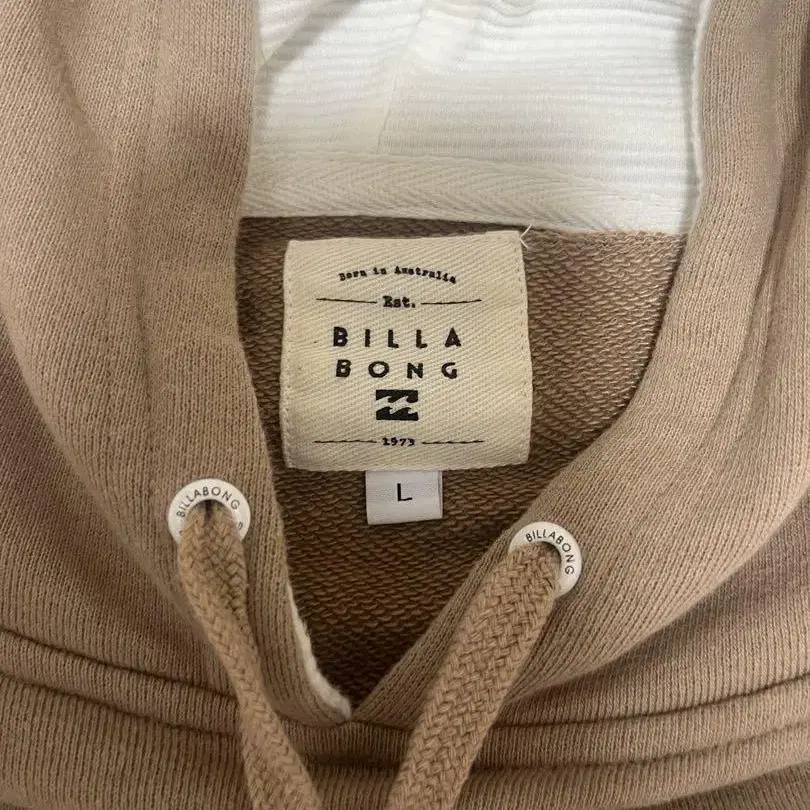 Born in Australia
Est.
BILLA
BONG
1973
L
BILLABONG
BILLABONG